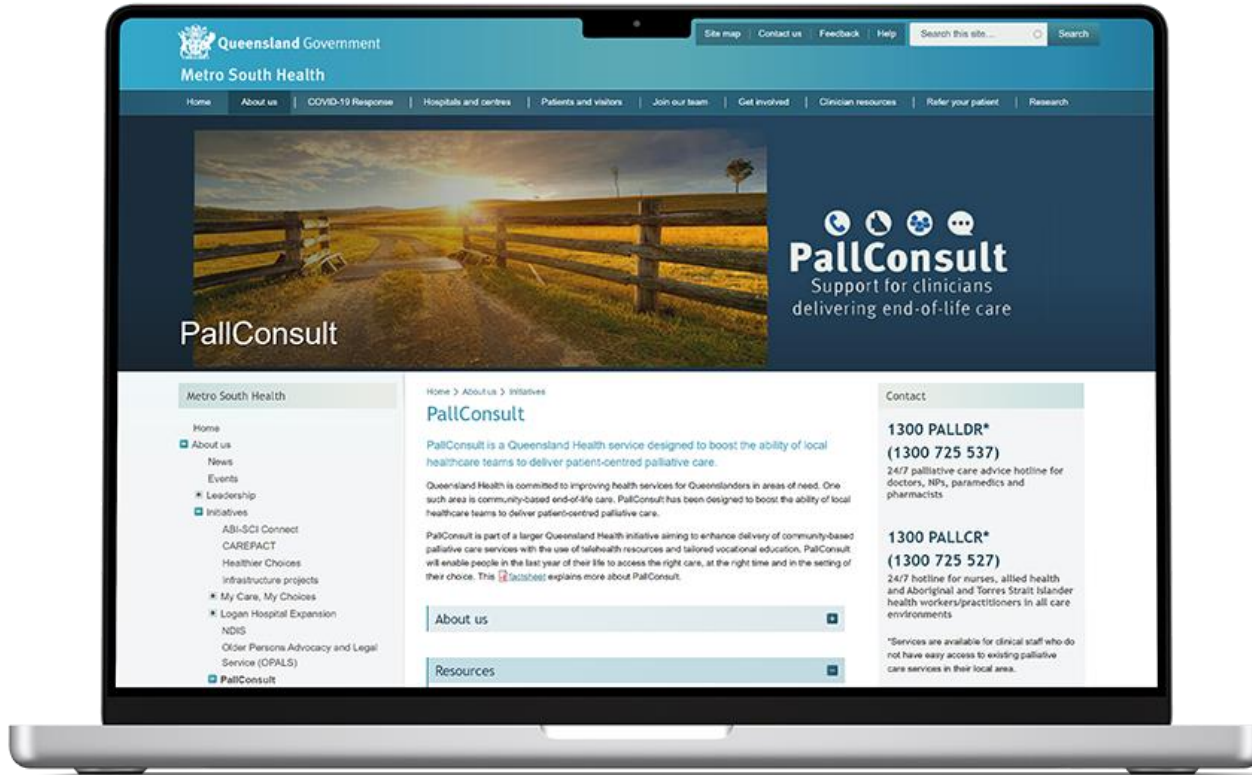 Queensland Government
Metro South Health
Site map | Contact us | Feedback | Help
Search this site...
Search
Home
About us | COVID-19 Response | Hospitals and centres | Patients and visitors | Join our team | Get involved | Clinician resources | Refer your patient | Research
PallConsult
Support for clinicians
delivering end-of-life care
PallConsult
Metro South Health
Home
About us
News
Events
Leadership
Initiatives
ABI-SCI Connect
CAREPACT
Healthier Choices
Infrastructure projects
My Care, My Choices
Logan Hospital Expansion
NDIS
Older Persons Advocacy and Legal
Service (OPALS)
PallConsult
Home > About us > Initiatives
PallConsult
PallConsult is a Queensland Health service designed to boost the ability of local
healthcare teams to deliver patient-centred palliative care.
Queensland Health is committed to improving health services for Queenslanders in areas of need. One
such area is community-based end-of-life care. PallConsult has been designed to boost the ability of local
healthcare teams to deliver patient-centred palliative care.
PallConsult is part of a larger Queensland Health initiative aiming to enhance delivery of community-based
palliative care services with the use of telehealth resources and tailored vocational education. PallConsult
will enable people in the last year of their life to access the right care, at the right time and in the setting of
their choice. This factsheet explains more about PallConsult.
About us
Resources
Contact
1300 PALLDR*
(1300 725 537)
24/7 palliative care advice hotline for
doctors, NPs, paramedics and
pharmacists
1300 PALLCR*
(1300 725 527)
24/7 hotline for nurses, allied health
and Aboriginal and Torres Strait Islander
health workers/practitioners in all care
environments
*Services are available for clinical staff who do
not have easy access to existing palliative
care services in their local area.